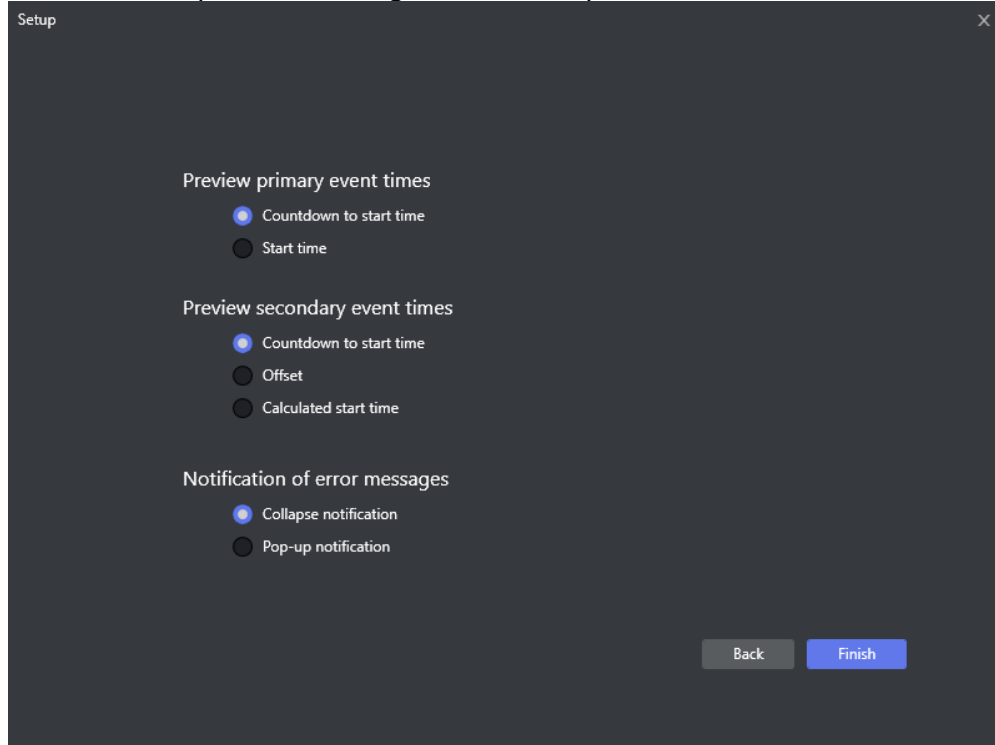 Setup
X
Preview primary event times
Countdown to start time
Start time
Preview secondary event times
Countdown to start time
Offset
Calculated start time
Notification of error messages
Collapse notification
Pop-up notification
Back Finish